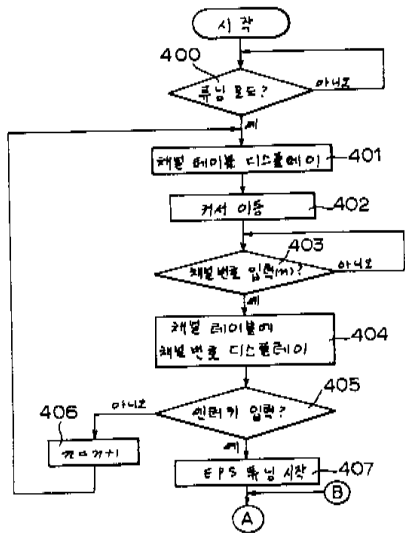 시작
400
튜닝 모드?
아니오
예
채널 테이블 디스플레이
401
커서 이동
402
403
채널번호 입력(n)?
아니오
예
채널 테이블에
채널번호 디스플레이
404
405
엔터 키 입력?
아니오
예
406
n=n+1
EPS 튜닝 시작
407
B
A